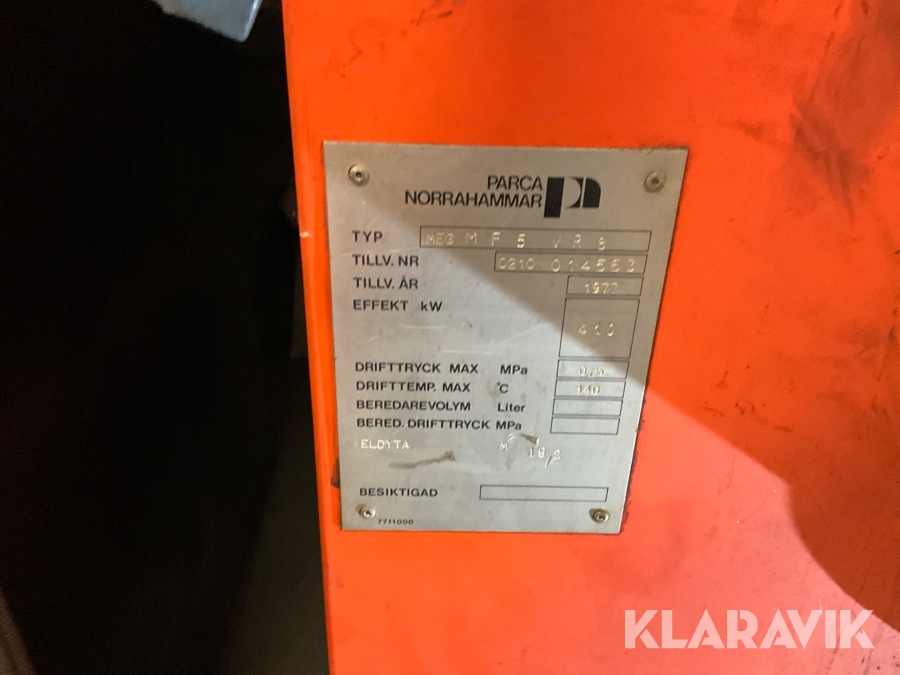 PARCA
NORRAHAMMAR
TYP MEG M F 5 V R 8
TILLV. NR 0210 014553
TILLV. ÅR 1977
EFFEKT kW 410
DRIFTTRYCK MAX MPa 0,5
DRIFTTEMP. MAX °C 140
BEREDAREVOLYM Liter
BERED. DRIFTTRYCK MPa
ELDYTA M² 18,2
BESIKTIGAD
7711000
KLARAVIK